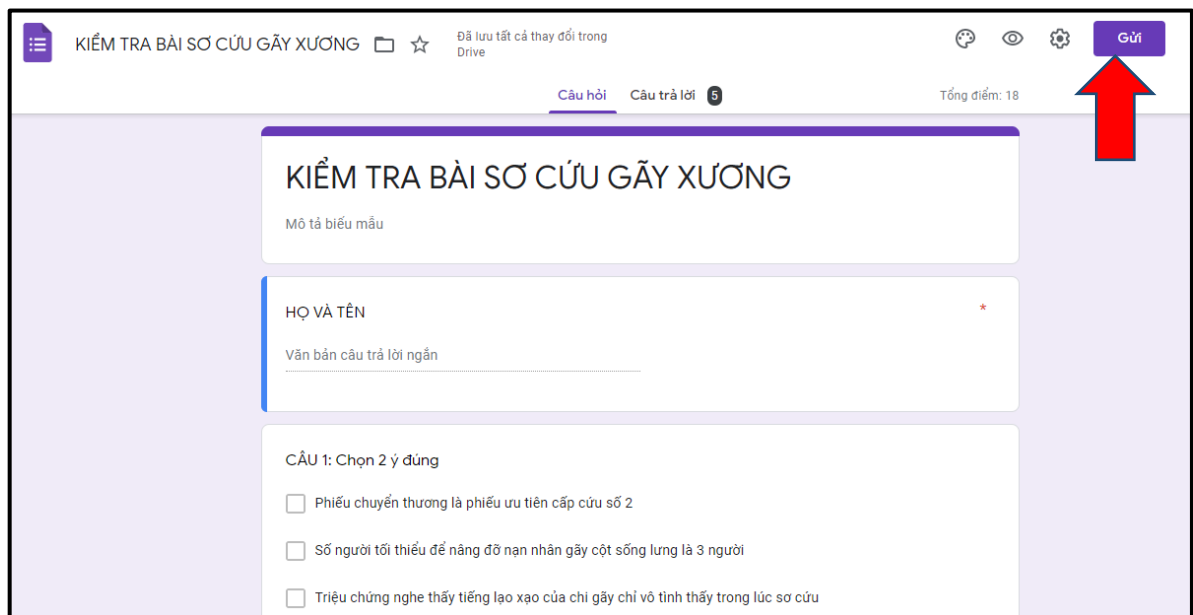 KIỂM TRA BÀI SƠ CỨU GÃY XƯƠNG
Đã lưu tất cả thay đổi trong
Drive
Gửi
Câu hỏi
Câu trả lời 5
Tổng điểm: 18
KIỂM TRA BÀI SƠ CỨU GÃY XƯƠNG
Mô tả biểu mẫu
HỌ VÀ TÊN *
Văn bản câu trả lời ngắn
CÂU 1: Chọn 2 ý đúng
Phiếu chuyển thương là phiếu ưu tiên cấp cứu số 2
Số người tối thiểu để nâng đỡ nạn nhân gãy cột sống lưng là 3 người
Triệu chứng nghe thấy tiếng lạo xạo của chi gãy chỉ vô tình thấy trong lúc sơ cứu